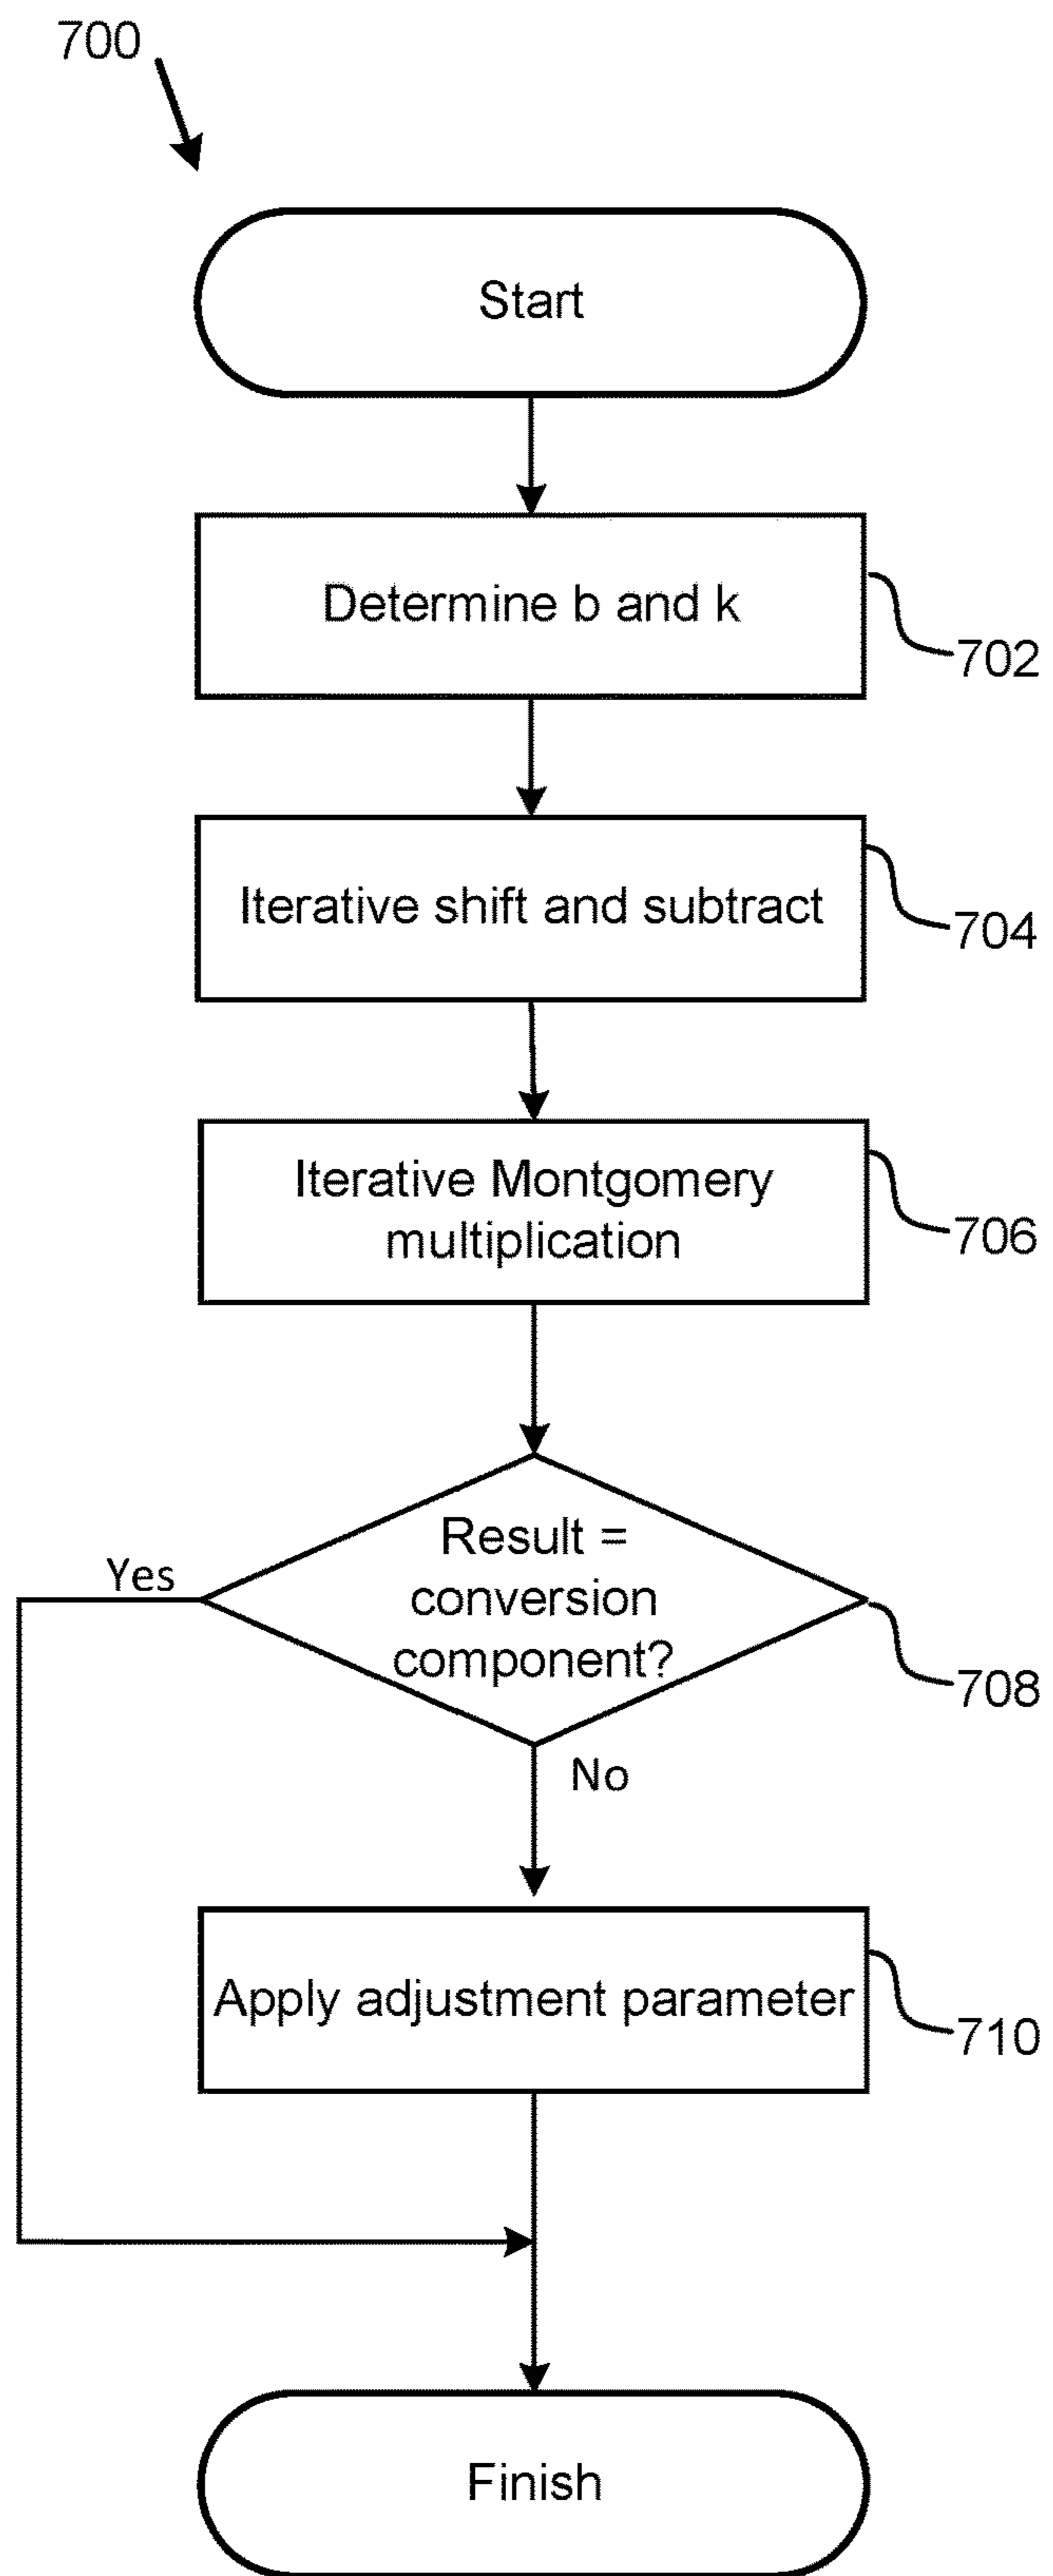 700
Start
Determine b and k
702
Iterative shift and subtract
704
Iterative Montgomery
multiplication
706
Result =
conversion
component?
Yes
708
No
Apply adjustment parameter
710
Finish